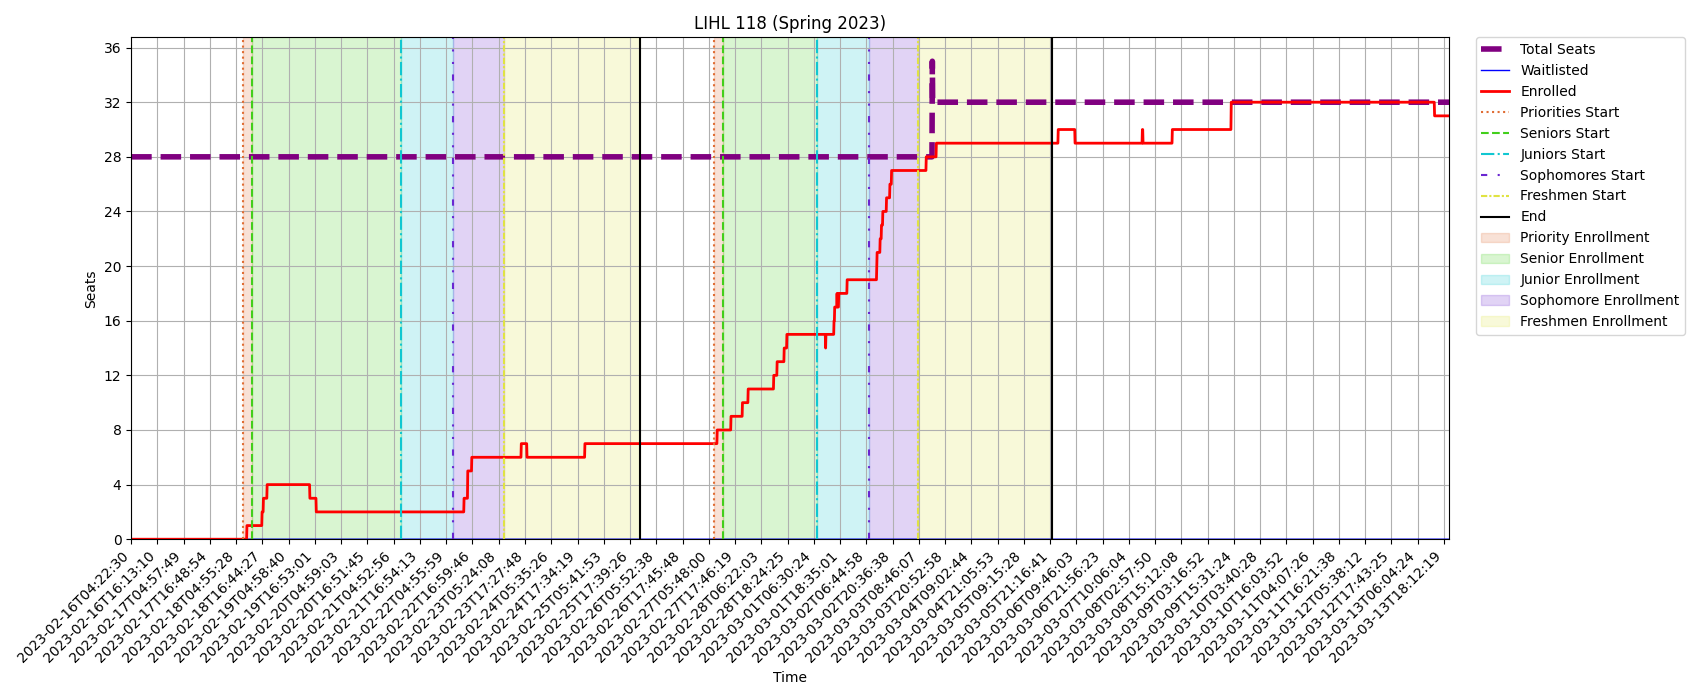 LIHL 118 (Spring 2023)
36
32
28
24
20
16
12
8
4
0
Seats
2023-02-16T04:22:30
2023-02-16T16:13:10
2023-02-17T04:57:49
2023-02-17T16:48:54
2023-02-18T04:55:28
2023-02-18T16:44:27
2023-02-19T04:58:40
2023-02-19T16:53:01
2023-02-20T04:59:03
2023-02-20T16:51:45
2023-02-21T04:52:56
2023-02-21T16:54:13
2023-02-22T04:55:59
2023-02-22T16:59:46
2023-02-23T05:24:08
2023-02-23T17:27:48
2023-02-24T05:35:26
2023-02-24T17:34:19
2023-02-25T05:41:53
2023-02-25T17:39:26
2023-02-26T05:52:38
2023-02-26T17:45:48
2023-02-27T05:48:00
2023-02-27T17:46:19
2023-02-28T06:22:03
2023-02-28T18:24:25
2023-03-01T06:30:24
2023-03-01T18:35:01
2023-03-02T06:44:58
2023-03-02T20:36:38
2023-03-03T08:46:07
2023-03-03T20:52:58
2023-03-04T09:02:44
2023-03-04T21:05:53
2023-03-05T09:15:28
2023-03-05T21:16:41
2023-03-06T09:46:03
2023-03-06T21:56:23
2023-03-07T10:06:04
2023-03-08T02:57:50
2023-03-08T15:12:08
2023-03-09T03:16:52
2023-03-09T15:31:24
2023-03-10T03:40:28
2023-03-10T16:03:52
2023-03-11T04:07:26
2023-03-11T16:21:38
2023-03-12T05:38:12
2023-03-12T17:43:25
2023-03-13T06:04:24
2023-03-13T18:12:19
Time
Total Seats
Waitlisted
Enrolled
Priorities Start
Seniors Start
Juniors Start
Sophomores Start
Freshmen Start
End
Priority Enrollment
Senior Enrollment
Junior Enrollment
Sophomore Enrollment
Freshmen Enrollment